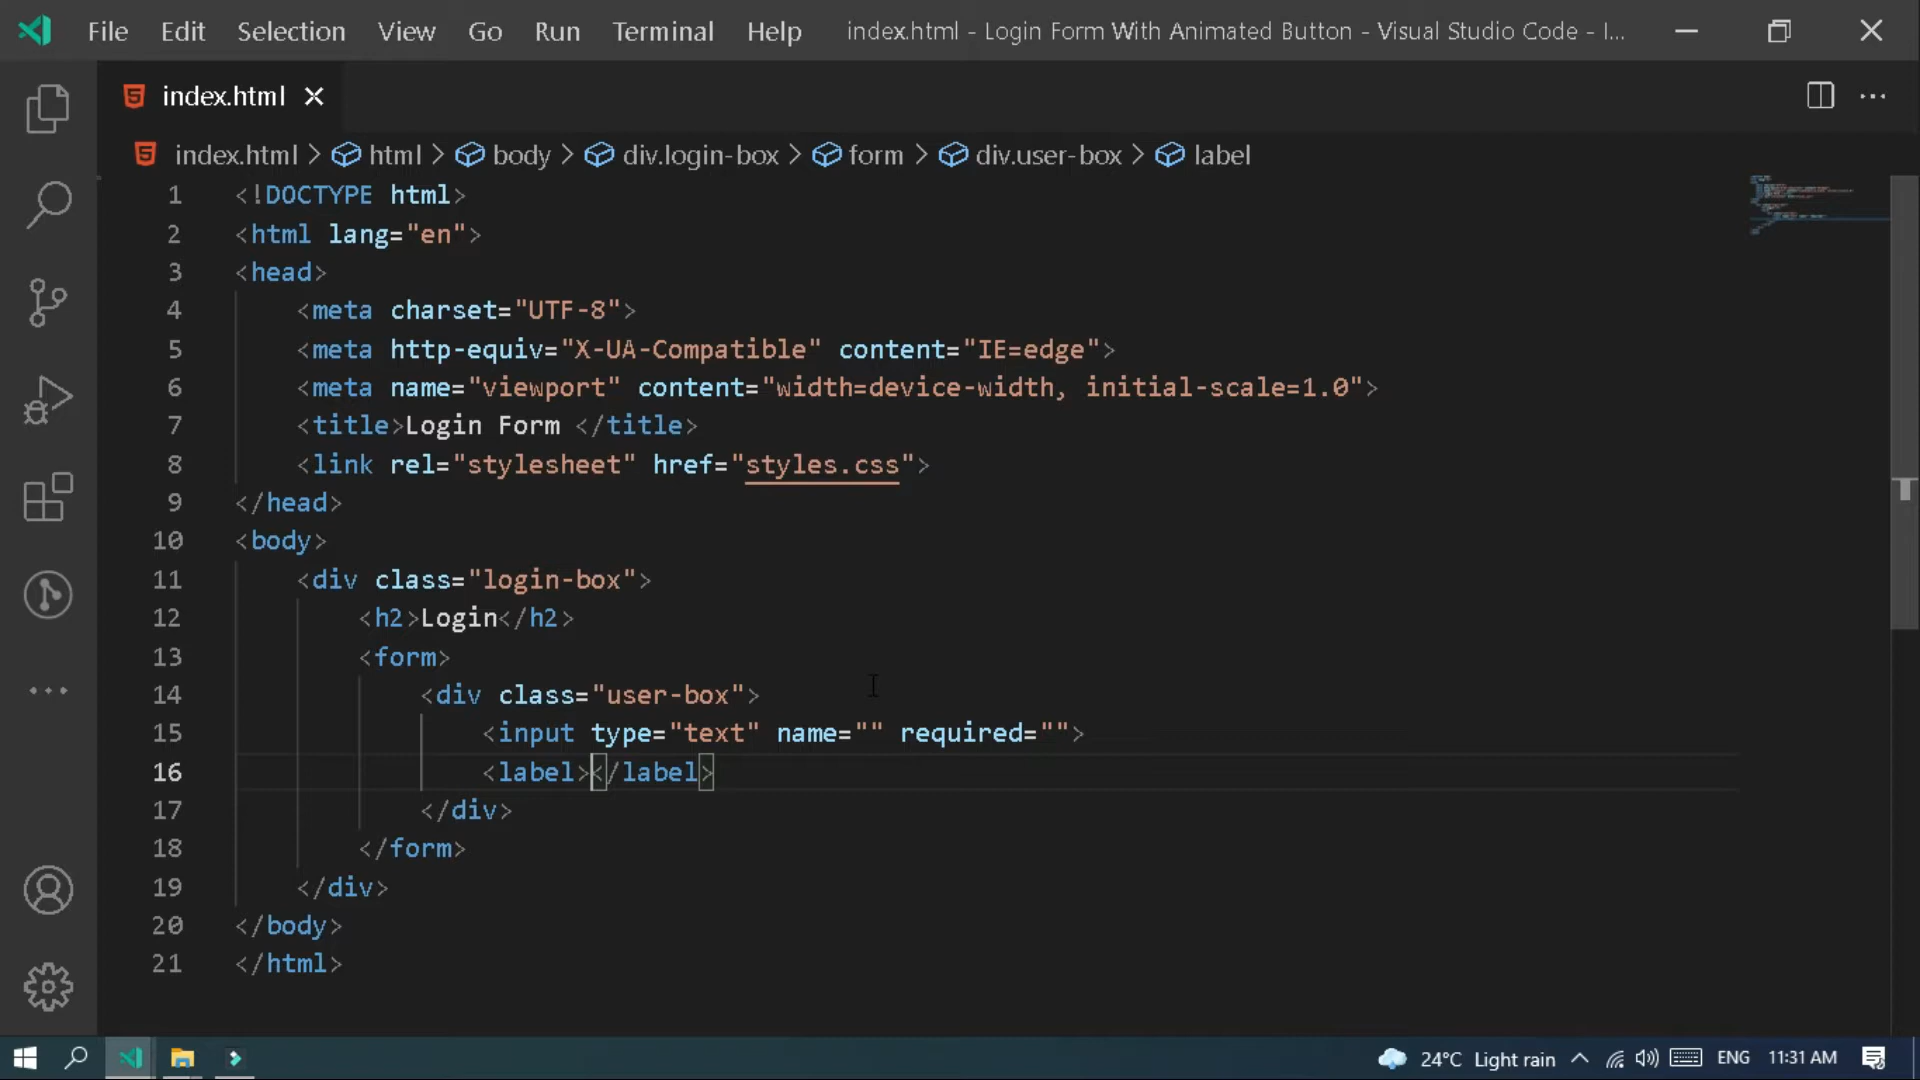 File Edit Selection View Go Run Terminal Help index.html - Login Form With Animated Button - Visual Studio Code - I...
index.html
index.html > html > body > div.login-box > form > div.user-box > label
1 <!DOCTYPE html>
2 <html lang="en">
3 <head>
4 <meta charset="UTF-8">
5 <meta http-equiv="X-UA-Compatible" content="IE=edge">
6 <meta name="viewport" content="width=device-width, initial-scale=1.0">
7 <title>Login Form </title>
8 <link rel="stylesheet" href="styles.css">
9 </head>
10 <body>
11 <div class="login-box">
12 <h2>Login</h2>
13 <form>
14 <div class="user-box">
15 <input type="text" name="" required="">
16 <label></label>
17 </div>
18 </form>
19 </div>
20 </body>
21 </html>
24°C Light rain ENG 11:31 AM